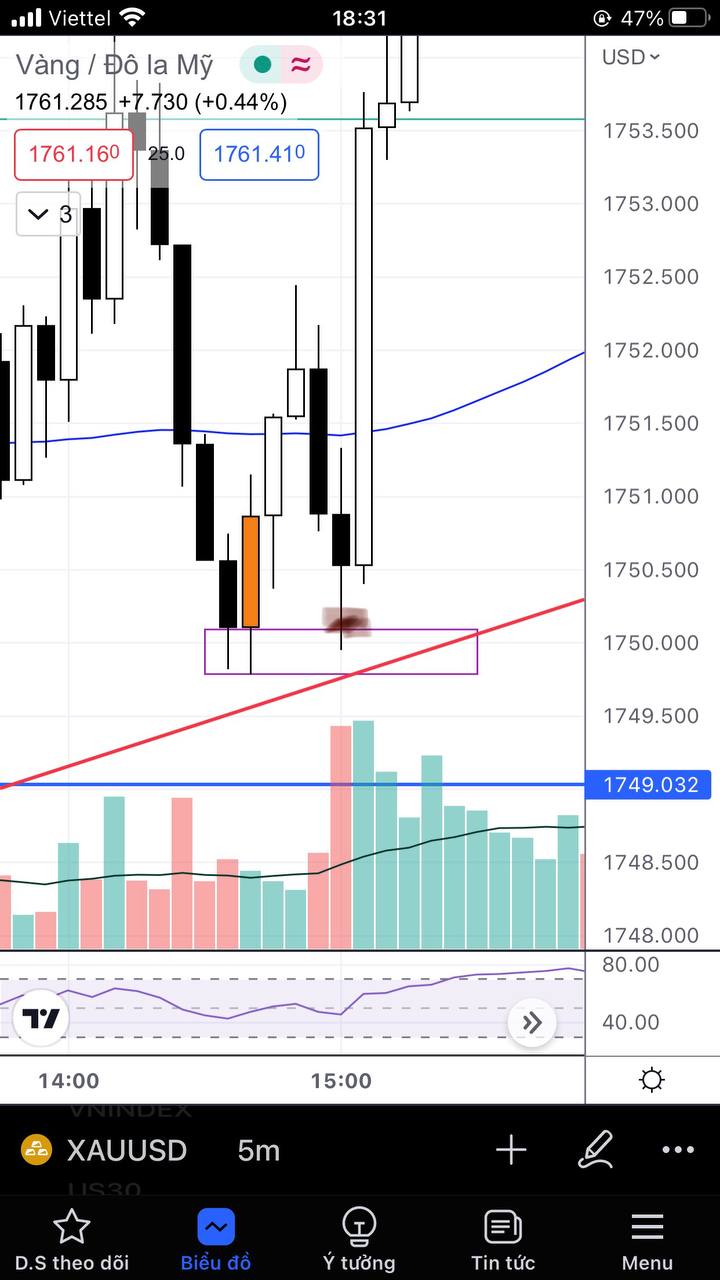 Viettel 18:31 47%
Vàng / Đô la Mỹ USD
1761.285 +7.730 (+0.44%)
1761.160 25.0 1761.410
3
1753.500
1753.000
1752.500
1752.000
1751.500
1751.000
1750.500
1750.000
1749.500
1749.032
1748.500
1748.000
80.00
40.00
14:00 15:00
VNINDEX
XAUUSD 5m
US30
D.S theo dõi Biểu đồ Ý tưởng Tin tức Menu